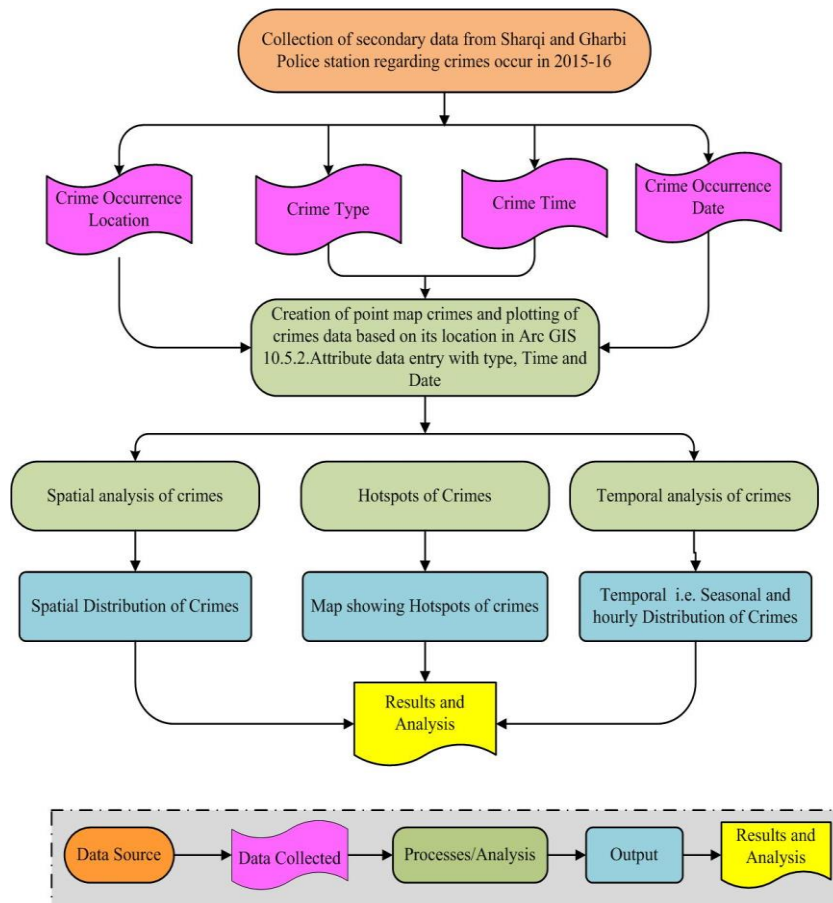 Collection of secondary data from Sharqi and Gharbi
Police station regarding crimes occur in 2015-16
Crime Occurrence
Location
Crime Type
Crime Time
Crime Occurrence
Date
Creation of point map crimes and plotting of
crimes data based on its location in Arc GIS
10.5.2.Attribute data entry with type, Time and
Date
Spatial analysis of crimes
Hotspots of Crimes
Temporal analysis of crimes
Spatial Distribution of Crimes
Map showing Hotspots of crimes
Temporal i.e. Seasonal and
hourly Distribution of Crimes
Results and
Analysis
Data Source
Data Collected
Processes/Analysis
Output
Results and
Analysis